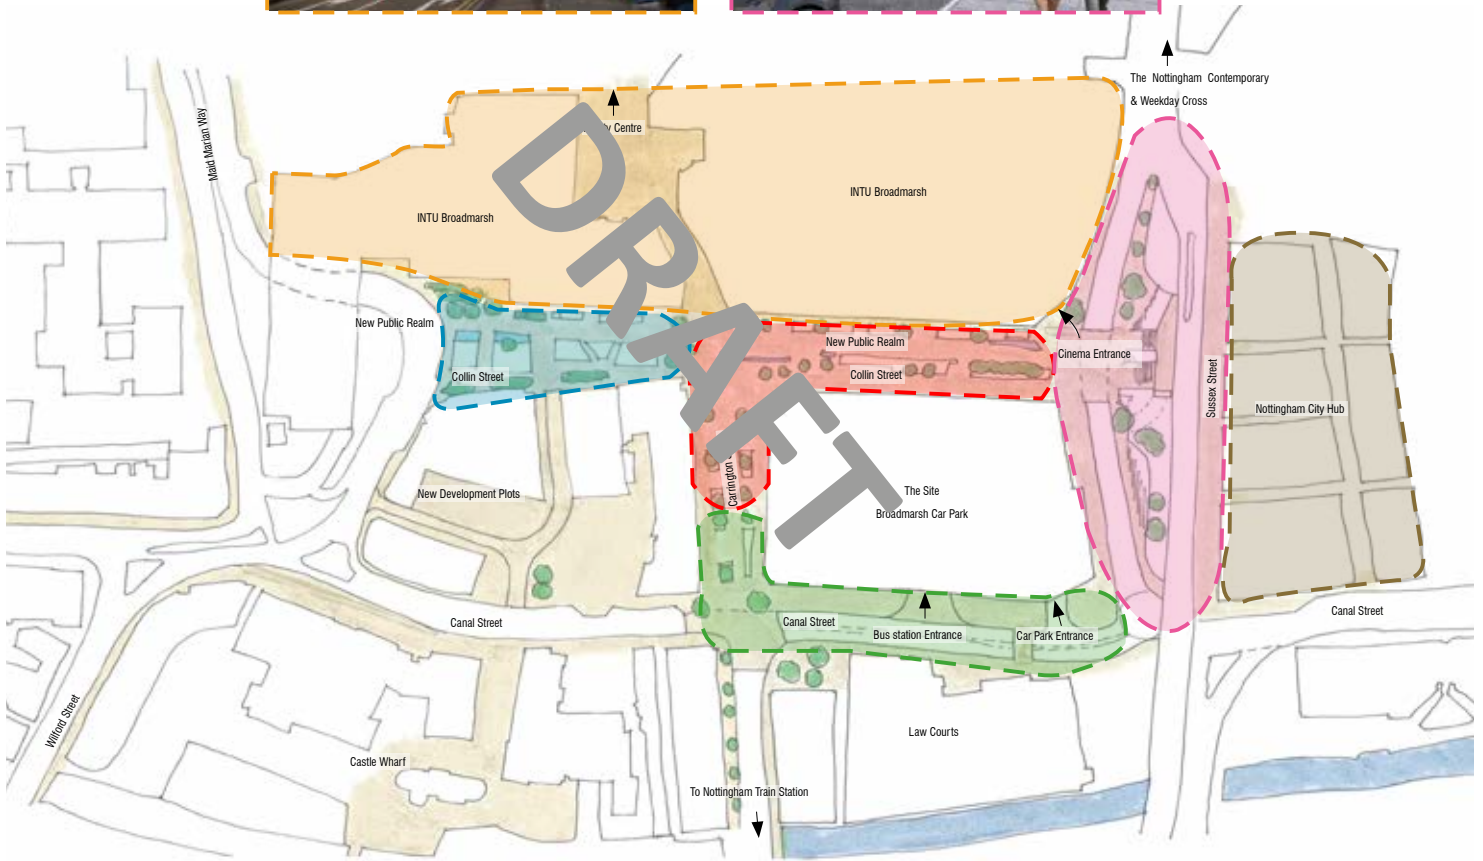 The Nottingham Contemporary
& Weekday Cross
Maid Marian Way
Centre
INTU Broadmarsh
INTU Broadmarsh
DRAFT
New Public Realm
New Public Realm
Cinema Entrance
Collin Street
Collin Street
Sussex Street
Nottingham City Hub
Carrington
New Development Plots
The Site
Broadmarsh Car Park
Canal Street
Canal Street
Canal Street
Bus station Entrance
Car Park Entrance
Wilford Street
Law Courts
Castle Wharf
To Nottingham Train Station